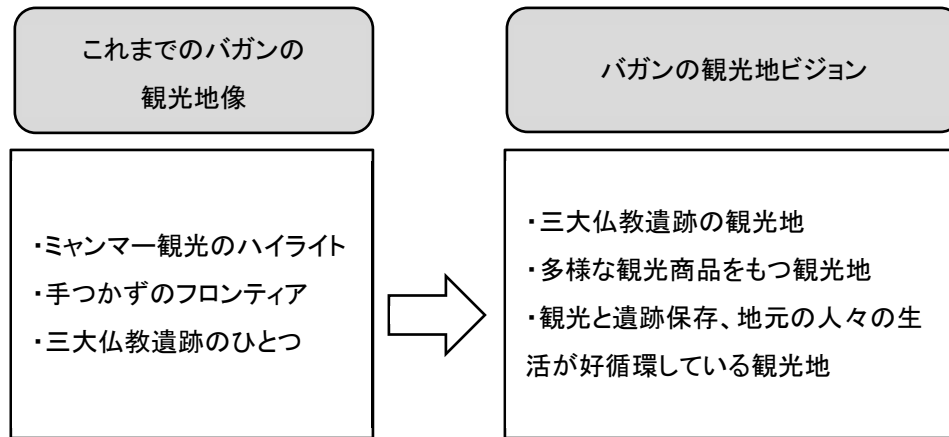 これまでのバガンの
観光地像
バガンの観光地ビジョン
・ミャンマー観光のハイライト
・手つかずのフロンティア
・三大仏教遺跡のひとつ
・三大仏教遺跡の観光地
・多様な観光商品をもつ観光地
・観光と遺跡保存、地元の人々の生
活が好循環している観光地